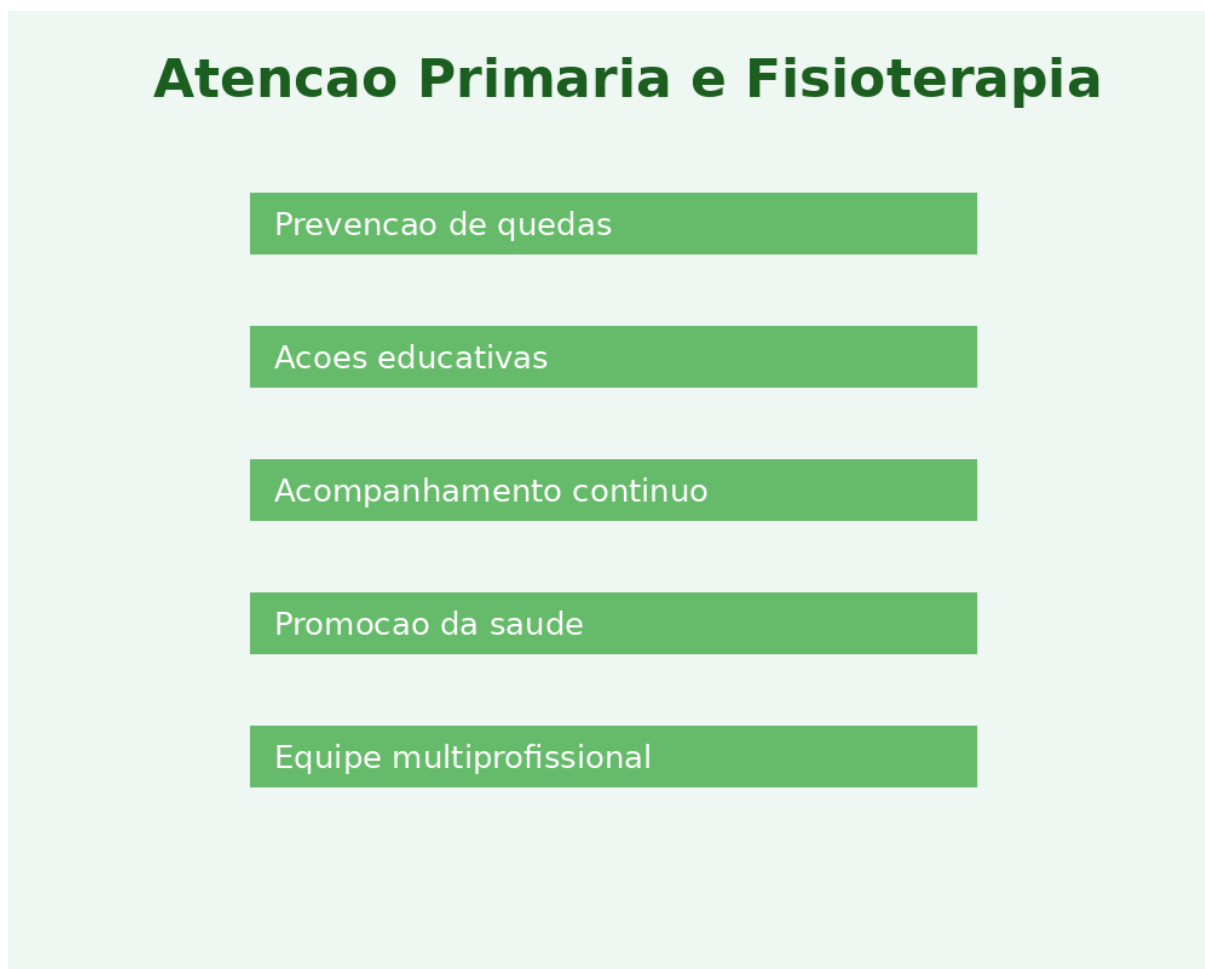 Atencao Primaria e Fisioterapia
Prevencao de quedas
Acoes educativas
Acompanhamento continuo
Promocao da saude
Equipe multiprofissional